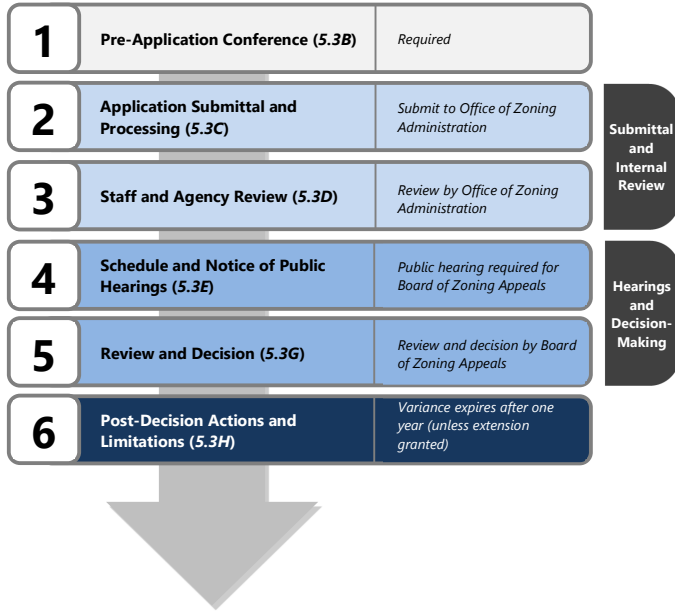 1
Pre-Application Conference (5.3B)
Required
2
Application Submittal and
Processing (5.3C)
Submit to Office of Zoning
Administration
3
Staff and Agency Review (5.3D)
Review by Office of Zoning
Administration
Submittal
and
Internal
Review
4
Schedule and Notice of Public
Hearings (5.3E)
Public hearing required for
Board of Zoning Appeals
5
Review and Decision (5.3G)
Review and decision by Board
of Zoning Appeals
Hearings
and
Decision-
Making
6
Post-Decision Actions and
Limitations (5.3H)
Variance expires after one
year (unless extension
granted)